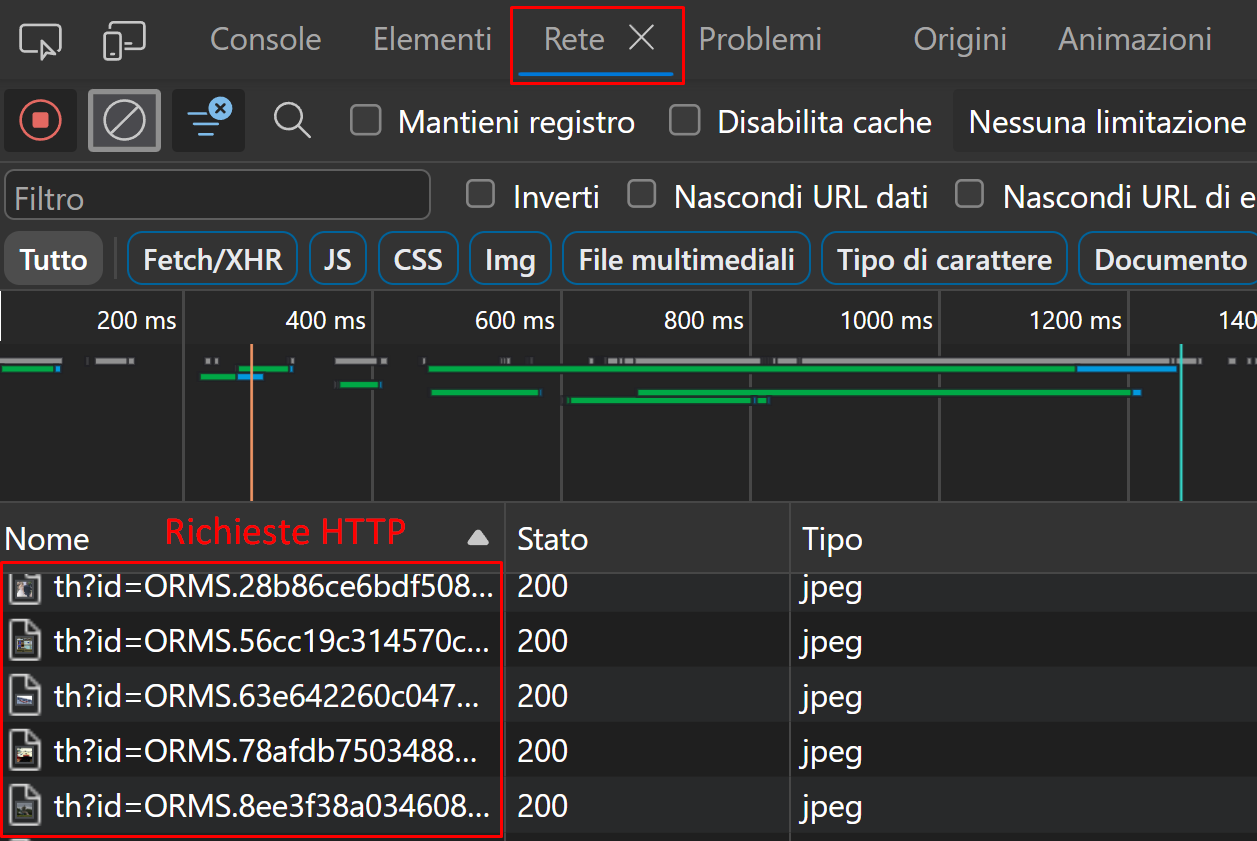 Console Elementi Rete Problemi Origini Animazioni
Mantieni registro Disabilita cache Nessuna limitazione
Filtro Inverti Nascondi URL dati Nascondi URL di e
Tutto Fetch/XHR JS CSS Img File multimediali Tipo di carattere Documento
200 ms 400 ms 600 ms 800 ms 1000 ms 1200 ms 140
Nome Richieste HTTP Stato Tipo
th?id=ORMS.28b86ce6bdf508... 200 jpeg
th?id=ORMS.56cc19c314570c... 200 jpeg
th?id=ORMS.63e642260c047... 200 jpeg
th?id=ORMS.78afdb7503488... 200 jpeg
th?id=ORMS.8ee3f38a034608... 200 jpeg